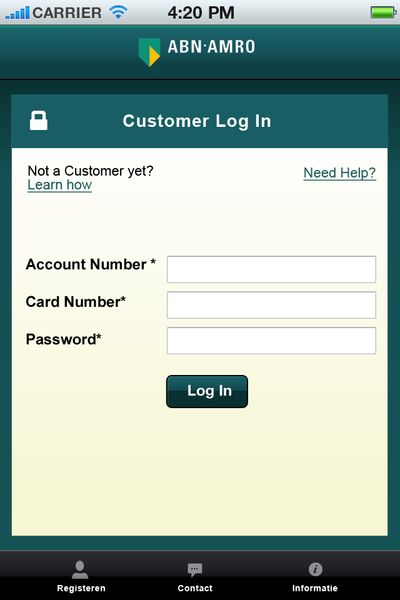 CARRIER 4:20 PM
ABN·AMRO
Customer Log In
Not a Customer yet? Need Help?
Learn how
Account Number *
Card Number*
Password*
Log In
Registeren Contact Informatie